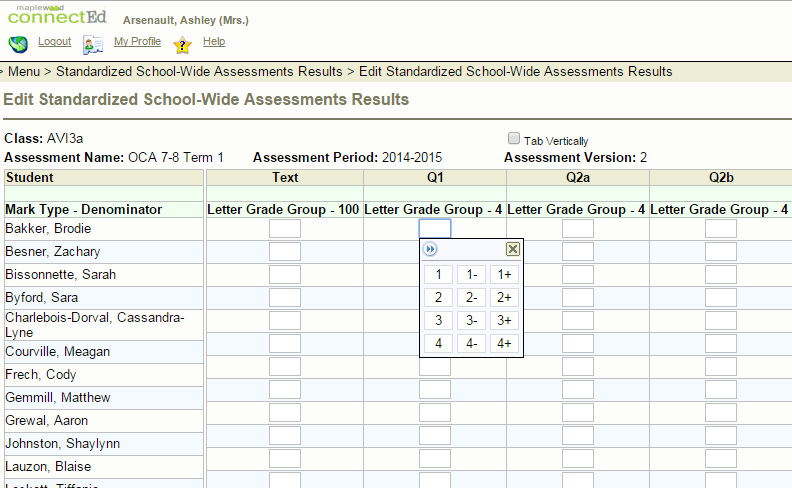 maplewood
connectEd Arsenault, Ashley (Mrs.)
Logout My Profile Help
> Menu > Standardized School-Wide Assessments Results > Edit Standardized School-Wide Assessments Results
Edit Standardized School-Wide Assessments Results
Class: AVI3a Tab Vertically
Assessment Name: OCA 7-8 Term 1 Assessment Period: 2014-2015 Assessment Version: 2
Student Text Q1 Q2a Q2b
Mark Type - Denominator Letter Grade Group - 100 Letter Grade Group - 4 Letter Grade Group - 4 Letter Grade Group - 4
Bakker, Brodie
Besner, Zachary
Bissonnette, Sarah
Byford, Sara
Charlebois-Dorval, Cassandra-
Lyne
Courville, Meagan
Frech, Cody
Gemmill, Matthew
Grewal, Aaron
Johnston, Shaylynn
Lauzon, Blaise
1 1- 1+
2 2- 2+
3 3- 3+
4 4- 4+